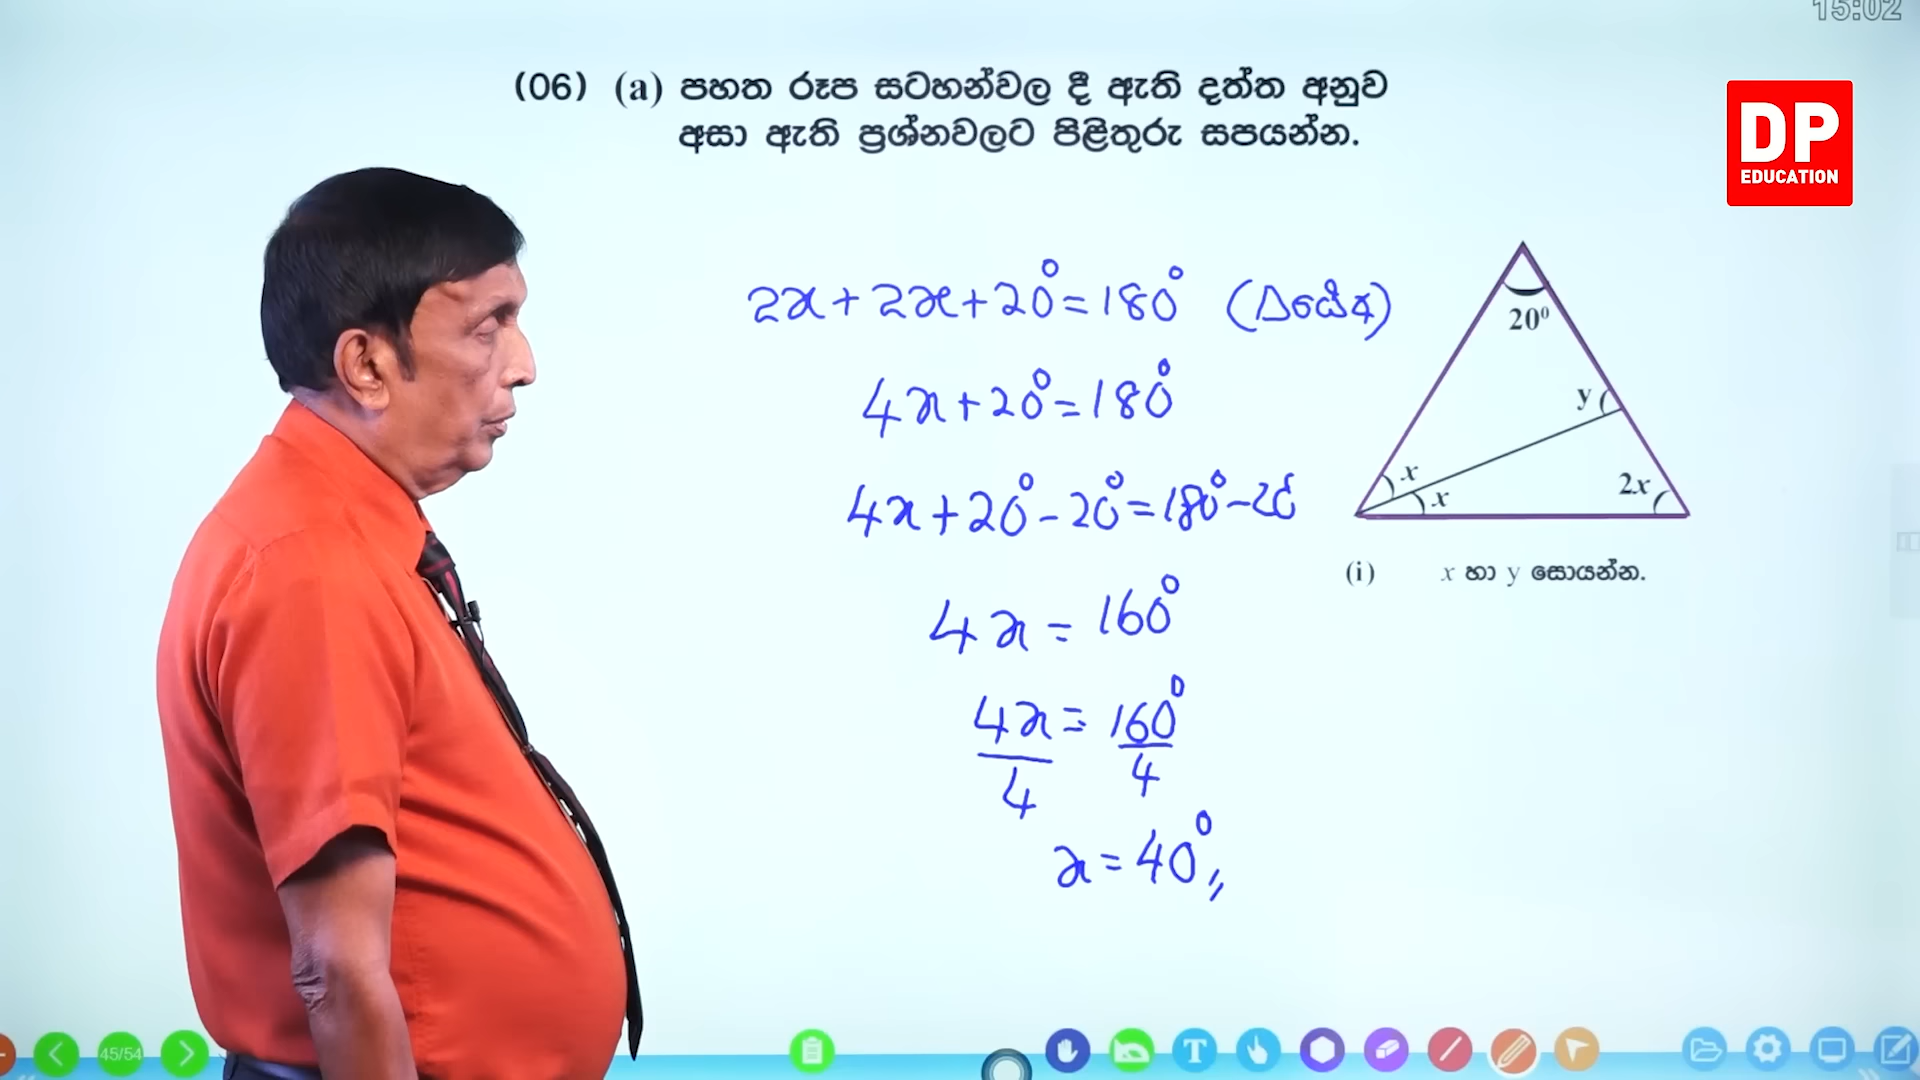 15:02
(06) (a) පහත රූප සටහන්වල දී ඇති දත්ත අනුව
අසා ඇති ප්‍රශ්නවලට පිළිතුරු සපයන්න.
DP
EDUCATION
2x + 2x + 20° = 180° (Δයේඅ)
4x + 20° = 180°
4x + 20° - 20° = 180° - 20°
4x = 160°
4x/4 = 160°/4
x = 40°
20⁰
y
x
x
2x
(i) x හා y සොයන්න.
45/54
T